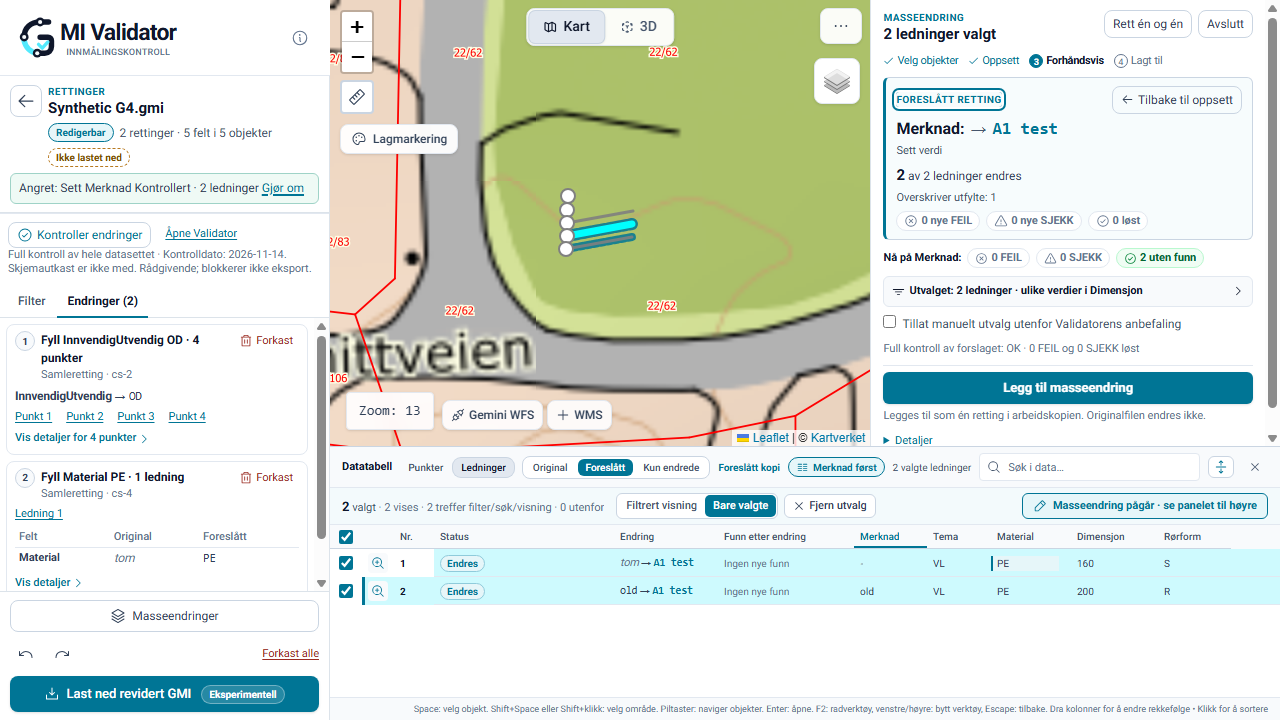 MI Validator
INNMÅLINGSKONTROLL
RETTINGER
Synthetic G4.gmi
Redigerbar 2 rettinger · 5 felt i 5 objekter
Ikke lastet ned
Angret: Sett Merknad Kontrollert · 2 ledninger Gjør om
Kontroller endringer Åpne Validator
Full kontroll av hele datasettet · Kontrolldato: 2026-11-14.
Skjemautkast er ikke med. Rådgivende; blokkerer ikke eksport.
Filter Endringer (2)
1 Fyll InnvendigUtvendig OD · 4 punkter Forkast
Samleretting · cs-2
InnvendigUtvendig → OD
Punkt 1 Punkt 2 Punkt 3 Punkt 4
Vis detaljer for 4 punkter
2 Fyll Material PE · 1 ledning Forkast
Samleretting · cs-4
Ledning 1
Felt Original Foreslått
Material tom PE
Vis detaljer
Masseendringer
Forkast alle
Last ned revidert GMI Eksperimentell
+
−
Kart 3D
...
Lagmarkering
22/62
22/62
2/83
22/62
22/62
106
ittveien
Zoom: 13
Gemini WFS
+ WMS
Leaflet | © Kartverket
MASSEENDRING
2 ledninger valgt
Rett én og én Avslutt
Velg objekter Oppsett 3 Forhåndsvis 4 Lagt til
FORESLÅTT RETTING
← Tilbake til oppsett
Merknad: → A1 test
Sett verdi
2 av 2 ledninger endres
Overskriver utfylte: 1
0 nye FEIL 0 nye SJEKK 0 løst
Nå på Merknad: 0 FEIL 0 SJEKK 2 uten funn
Utvalget: 2 ledninger · ulike verdier i Dimensjon
Tillat manuelt utvalg utenfor Validatorens anbefaling
Full kontroll av forslaget: OK · 0 FEIL og 0 SJEKK løst
Legg til masseendring
Legges til som én retting i arbeidskopien. Originalfilen endres ikke.
Detaljer
Datatabell Punkter Ledninger Original Foreslått Kun endrede Foreslått kopi Merknad først 2 valgte ledninger Søk i data…
2 valgt · 2 vises · 2 treffer filter/søk/visning · 0 utenfor Filtrert visning Bare valgte Fjern utvalg Masseendring pågår · se panelet til høyre
Nr. Status Endring Funn etter endring Merknad Tema Material Dimensjon Rørform
1 Endres tom → A1 test Ingen nye funn · VL PE 160 S
2 Endres old → A1 test Ingen nye funn old VL PE 200 R
Space: velg objekt. Shift+Space eller Shift+klikk: velg område. Piltaster: naviger objekter. Enter: åpne. F2: radverktøy, venstre/høyre: bytt verktøy, Escape: tilbake. Dra kolonner for å endre rekkefølge • Klikk for å sortere